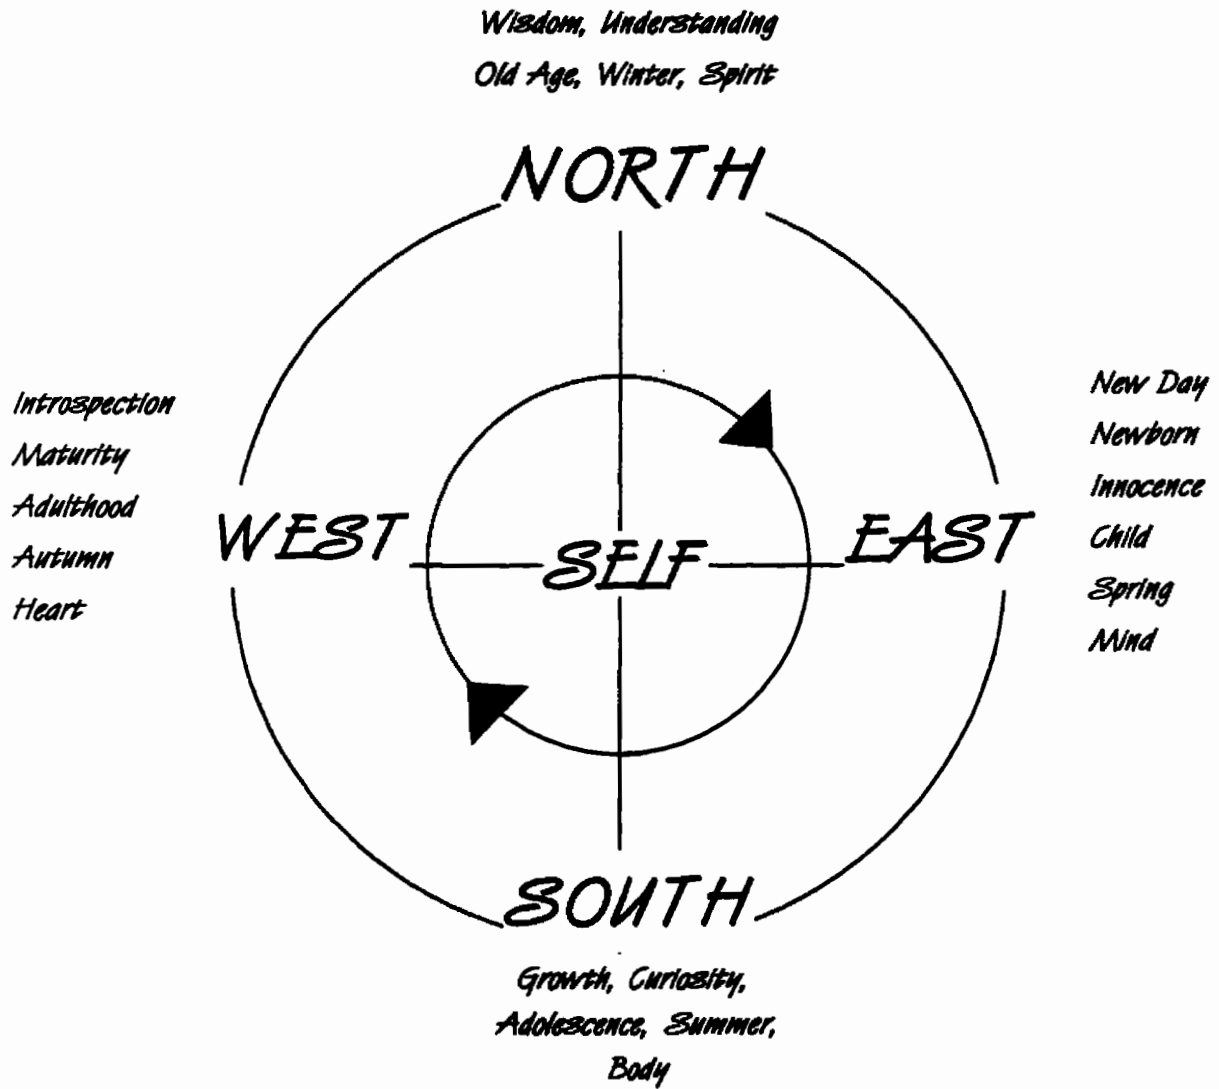 Wisdom, Understanding
Old Age, Winter, Spirit
NORTH
Introspection
Maturity
Adulthood
Autumn
Heart
WEST
SELF
EAST
New Day
Newborn
Innocence
Child
Spring
Mind
SOUTH
Growth, Curiosity,
Adolescence, Summer,
Body